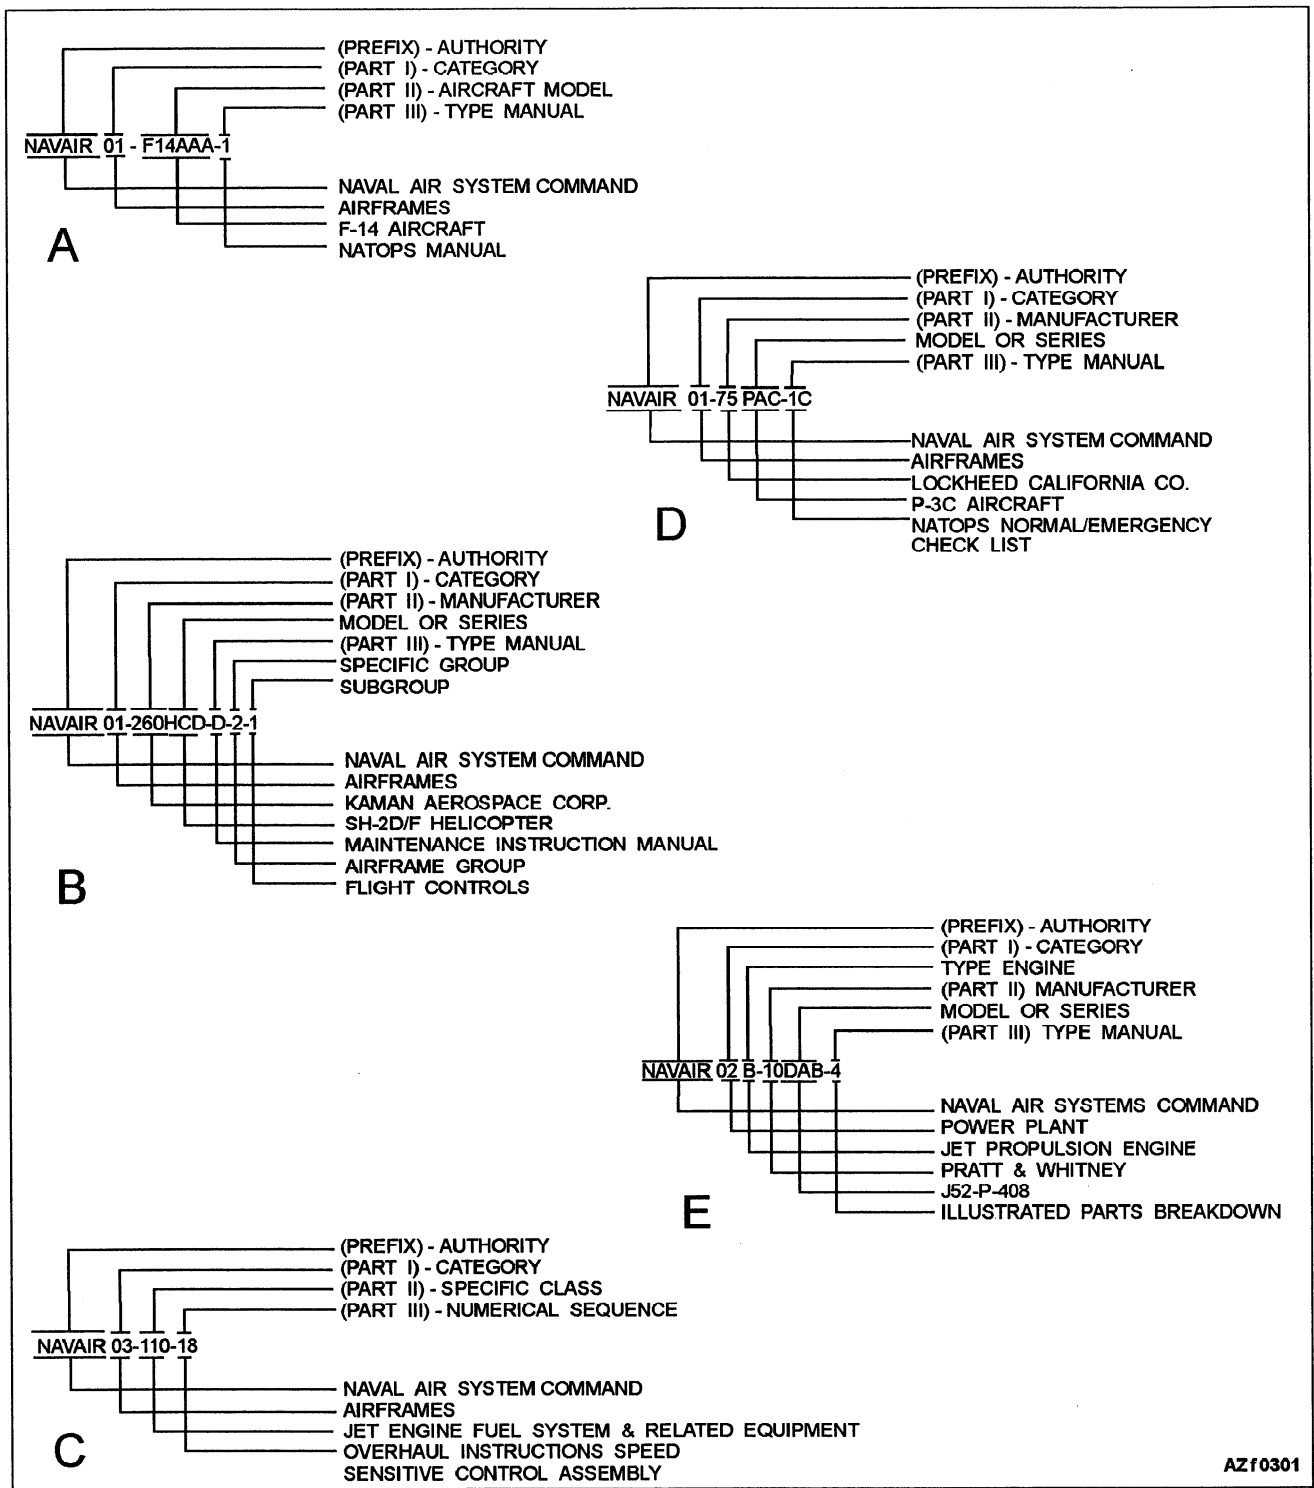 (PREFIX) - AUTHORITY
(PART I) - CATEGORY
(PART II) - AIRCRAFT MODEL
(PART III) - TYPE MANUAL
NAVAIR 01 - F14AAA-1
NAVAL AIR SYSTEM COMMAND
AIRFRAMES
F-14 AIRCRAFT
NATOPS MANUAL
A
(PREFIX) - AUTHORITY
(PART I) - CATEGORY
(PART II) - MANUFACTURER
MODEL OR SERIES
(PART III) - TYPE MANUAL
NAVAIR 01-75 PAC-1C
NAVAL AIR SYSTEM COMMAND
AIRFRAMES
LOCKHEED CALIFORNIA CO.
P-3C AIRCRAFT
NATOPS NORMAL/EMERGENCY
CHECK LIST
D
(PREFIX) - AUTHORITY
(PART I) - CATEGORY
(PART II) - MANUFACTURER
MODEL OR SERIES
(PART III) - TYPE MANUAL
SPECIFIC GROUP
SUBGROUP
NAVAIR 01-260HCD-D-2-1
NAVAL AIR SYSTEM COMMAND
AIRFRAMES
KAMAN AEROSPACE CORP.
SH-2D/F HELICOPTER
MAINTENANCE INSTRUCTION MANUAL
AIRFRAME GROUP
FLIGHT CONTROLS
B
(PREFIX) - AUTHORITY
(PART I) - CATEGORY
TYPE ENGINE
(PART II) MANUFACTURER
MODEL OR SERIES
(PART III) TYPE MANUAL
NAVAIR 02 B-10DAB-4
NAVAL AIR SYSTEMS COMMAND
POWER PLANT
JET PROPULSION ENGINE
PRATT & WHITNEY
J52-P-408
ILLUSTRATED PARTS BREAKDOWN
E
(PREFIX) - AUTHORITY
(PART I) - CATEGORY
(PART II) - SPECIFIC CLASS
(PART III) - NUMERICAL SEQUENCE
NAVAIR 03-110-18
NAVAL AIR SYSTEM COMMAND
AIRFRAMES
JET ENGINE FUEL SYSTEM & RELATED EQUIPMENT
OVERHAUL INSTRUCTIONS SPEED
SENSITIVE CONTROL ASSEMBLY
C
AZf0301